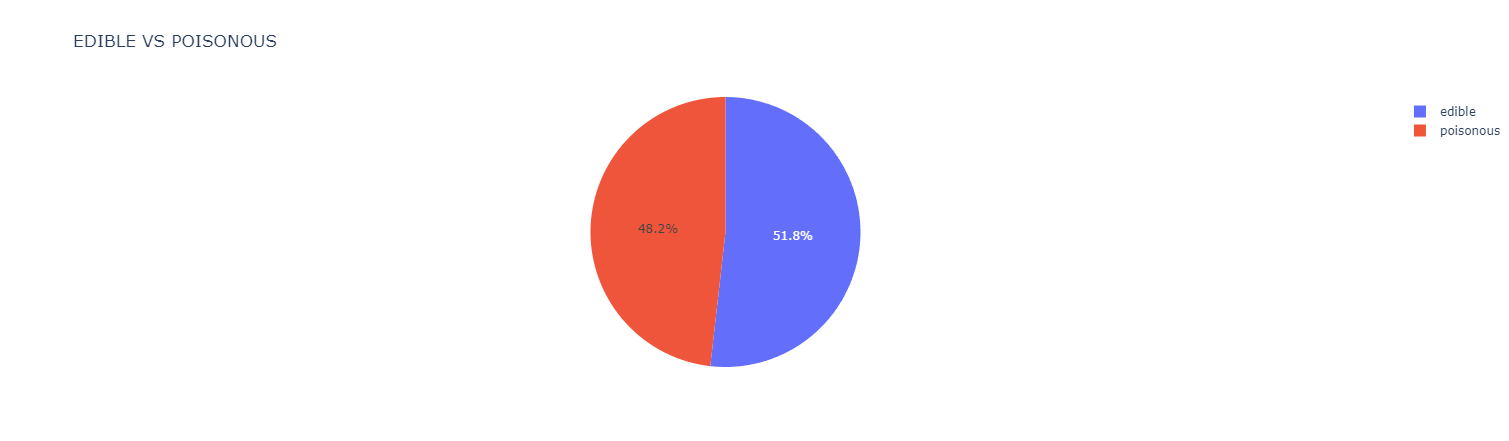 EDIBLE VS POISONOUS
edible
poisonous
48.2%
51.8%